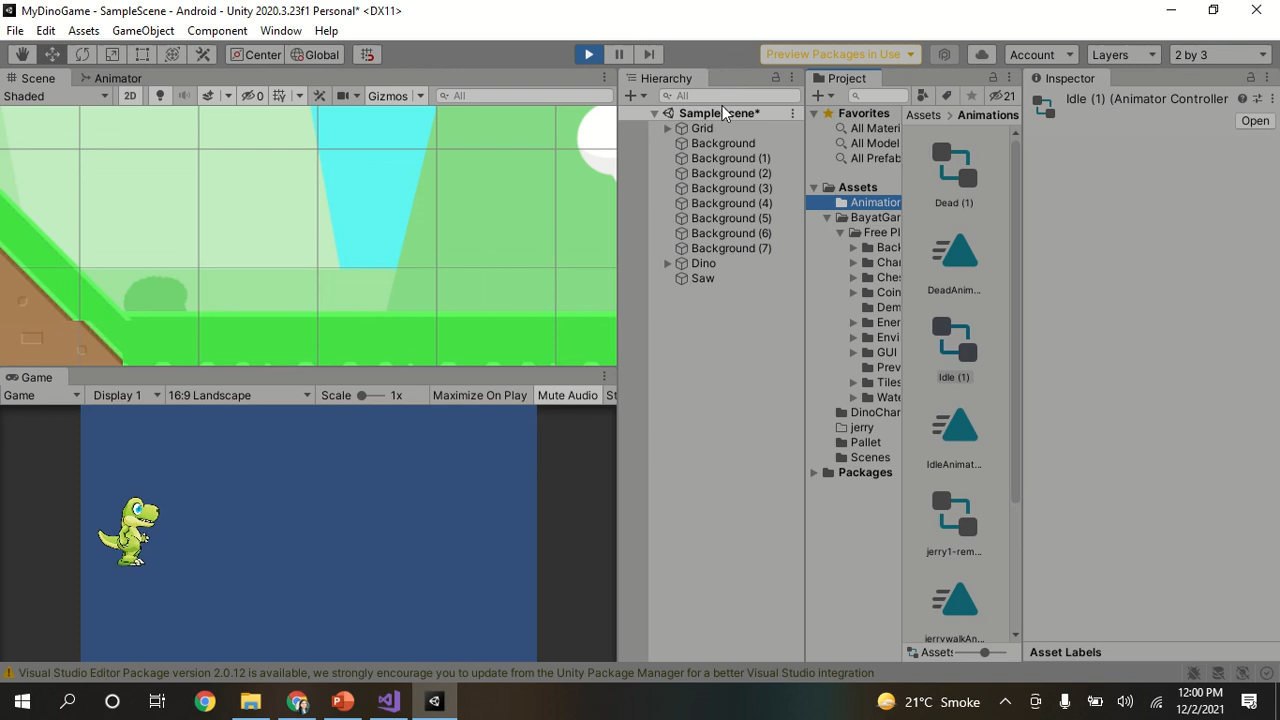 MyDinoGame - SampleScene - Android - Unity 2020.3.23f1 Personal* <DX11>
File Edit Assets GameObject Component Window Help
Center Global Preview Packages in Use Account Layers 2 by 3
Scene Animator
Shaded 2D 0 Gizmos All
Game
Game Display 1 16:9 Landscape Scale 1x Maximize On Play Mute Audio St
Hierarchy
All
SampleScene*
Grid
Background
Background (1)
Background (2)
Background (3)
Background (4)
Background (5)
Background (6)
Background (7)
Dino
Saw
Project
21
Favorites
All Materi
All Model
All Prefab
Assets
Animation
BayatGar
Free Pl
Back
Char
Ches
Coin
Dem
Ener
Envi
GUI
Prev
Tiles
Wate
DinoChar
jerry
Pallet
Scenes
Packages
Assets Animations
Dead (1)
DeadAnim...
Idle (1)
IdleAnimat...
jerry1-rem...
jerrywalkAn...
Assets
Inspector
Idle (1) (Animator Controller
Open
Asset Labels
Visual Studio Editor Package version 2.0.12 is available, we strongly encourage you to update from the Unity Package Manager for a better Visual Studio integration
21°C Smoke
12:00 PM
12/2/2021